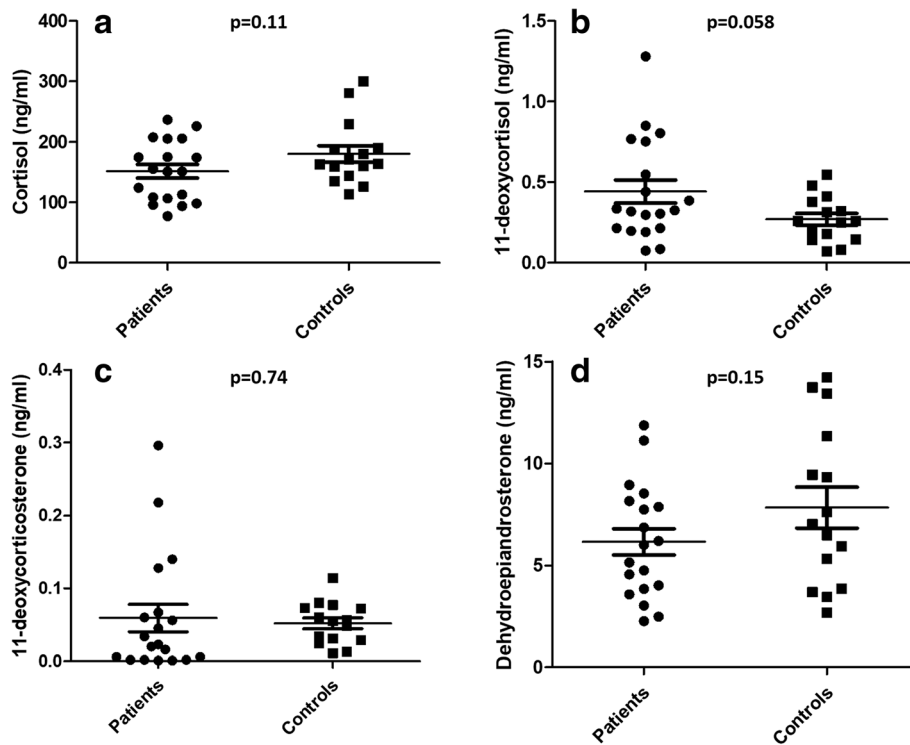 a
p=0.11
Cortisol (ng/ml)
400
300
200
100
0
Patients
Controls
b
p=0.058
11-deoxycortisol (ng/ml)
1.5
1.0
0.5
0.0
Patients
Controls
c
p=0.74
11-deoxycorticosterone (ng/ml)
0.4
0.3
0.2
0.1
0.0
Patients
Controls
d
p=0.15
Dehydroepiandrosterone (ng/ml)
15
10
5
0
Patients
Controls